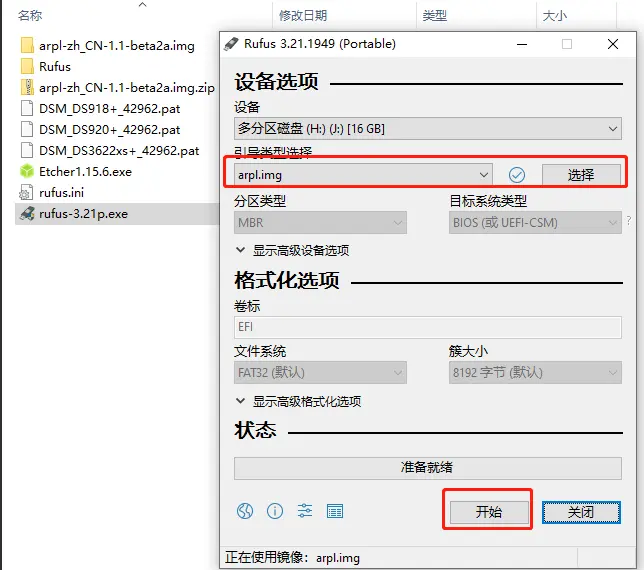 名称
修改日期
类型
大小
arpl-zh_CN-1.1-beta2a.img
Rufus
arpl-zh_CN-1.1-beta2a.img.zip
DSM_DS918+_42962.pat
DSM_DS920+_42962.pat
DSM_DS3622xs+_42962.pat
Etcher1.15.6.exe
rufus.ini
rufus-3.21p.exe
Rufus 3.21.1949 (Portable)
设备选项
设备
多分区磁盘 (H:) (J:) [16 GB]
引导类型选择
arpl.img
选择
分区类型
目标系统类型
MBR
BIOS (或 UEFI-CSM)
?
显示高级设备选项
格式化选项
卷标
EFI
文件系统
簇大小
FAT32 (默认)
8192 字节 (默认)
显示高级格式化选项
状态
准备就绪
开始
关闭
正在使用镜像：arpl.img